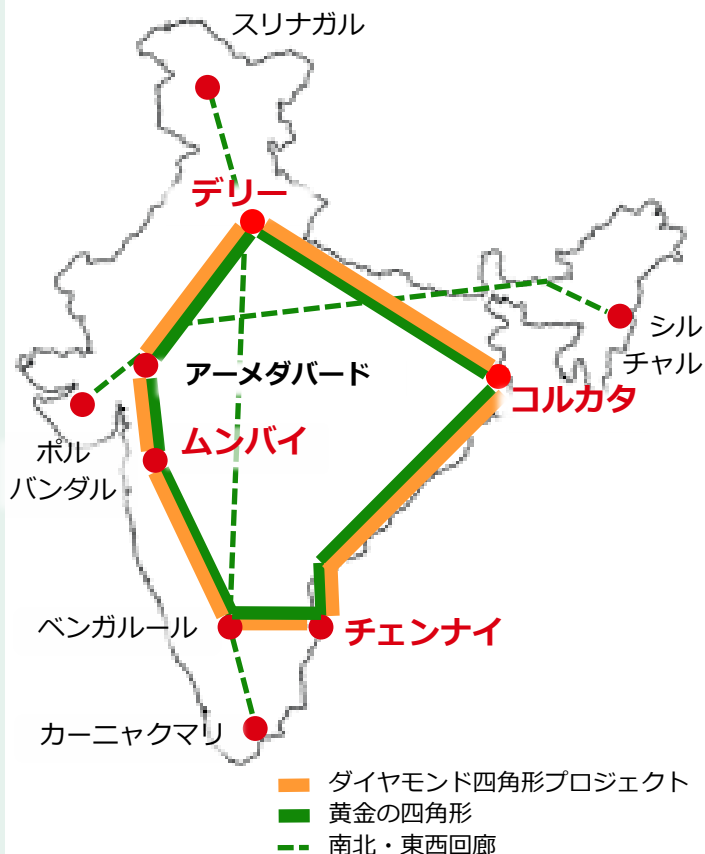 スリナガル
デリー
シル
チャル
アーメダバード
コルカタ
ムンバイ
ポル
バンダル
ベンガルール
チェンナイ
カーニャクマリ
ダイヤモンド四角形プロジェクト
黄金の四角形
南北・東西回廊